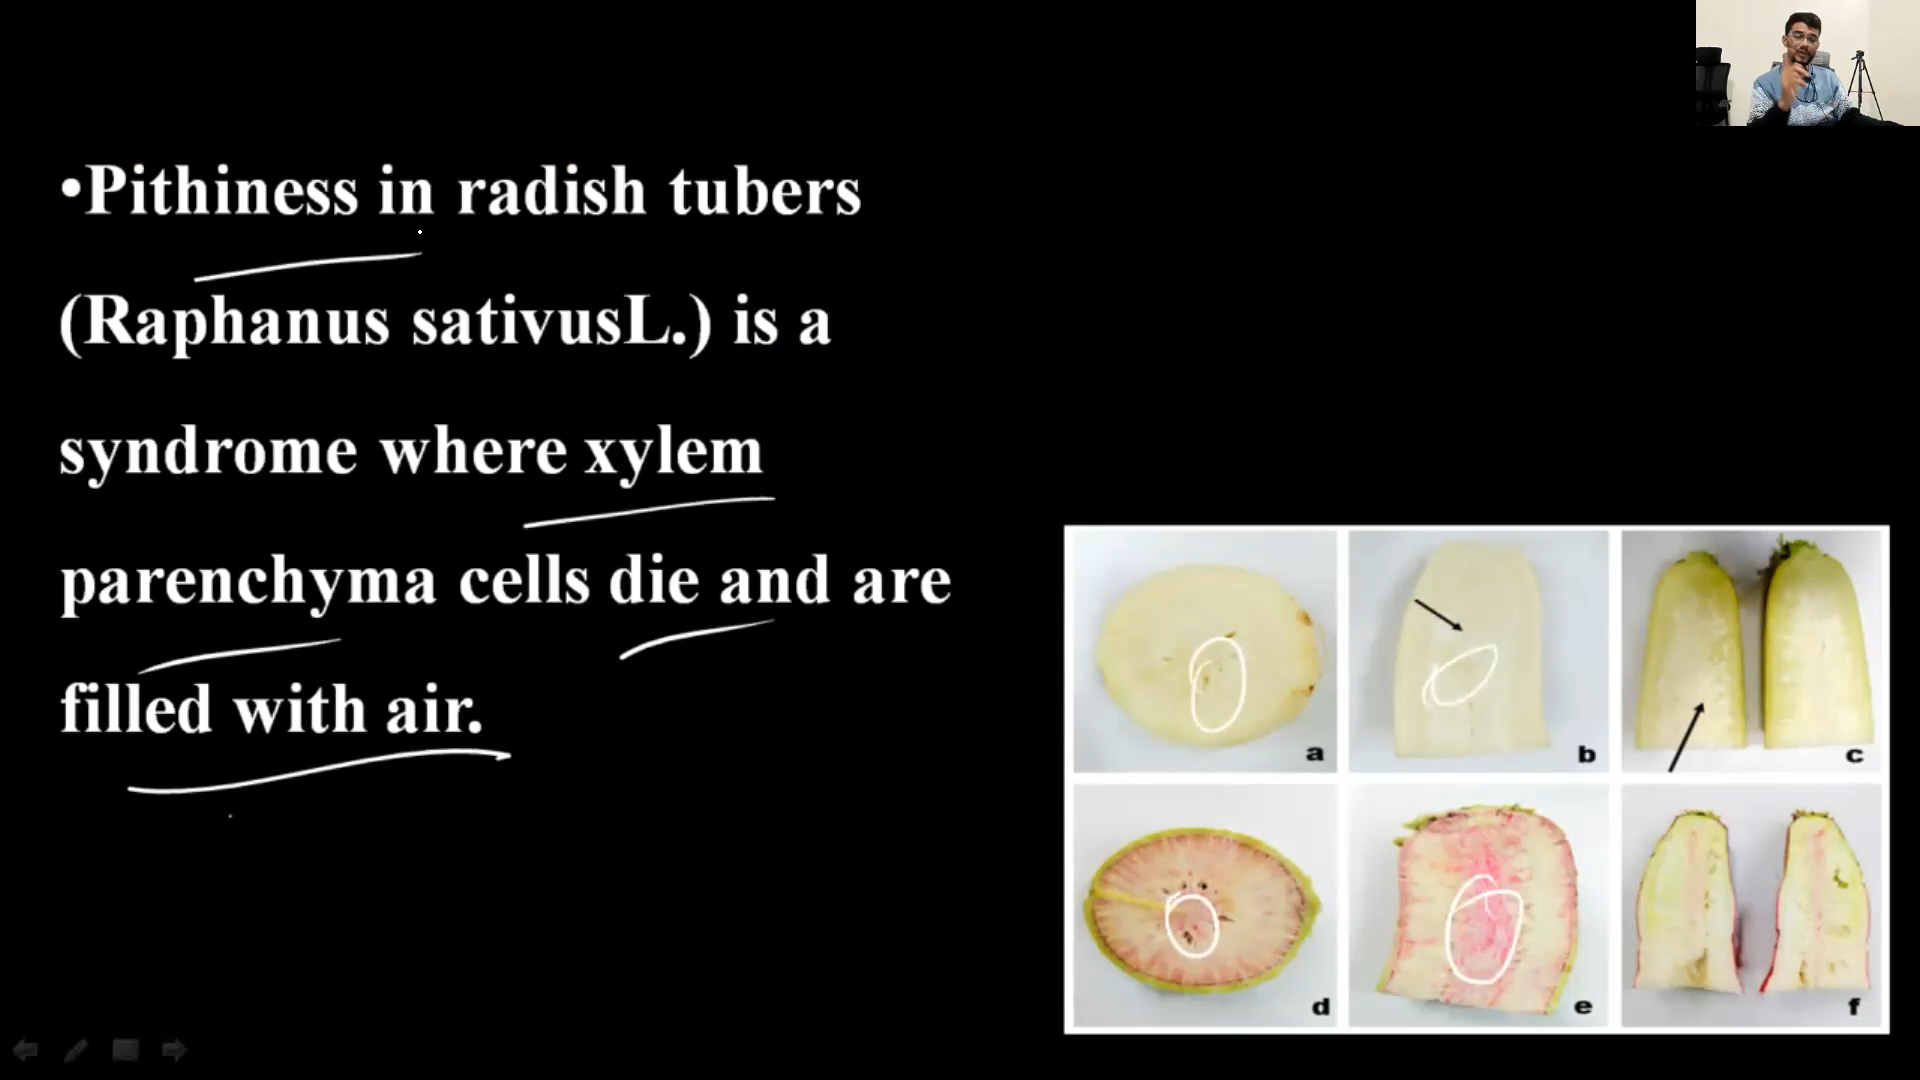 •Pithiness in radish tubers
(Raphanus sativusL.) is a
syndrome where xylem
parenchyma cells die and are
filled with air.
a
b
c
d
e
f